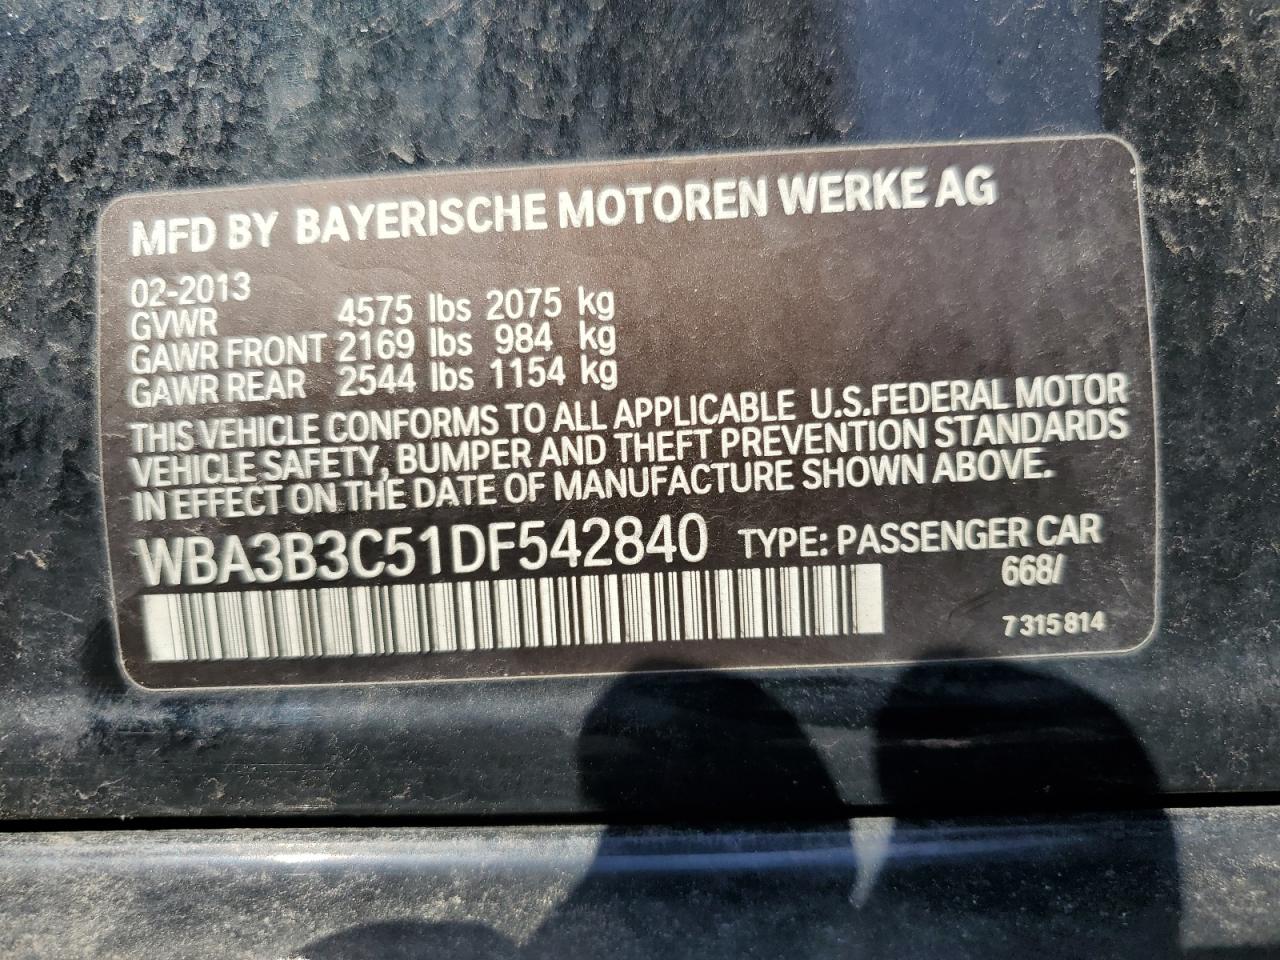 MFD BY BAYERISCHE MOTOREN WERKE AG
02-2013
GVWR 4575 lbs 2075 kg
GAWR FRONT 2169 lbs 984 kg
GAWR REAR 2544 lbs 1154 kg
THIS VEHICLE CONFORMS TO ALL APPLICABLE U.S.FEDERAL MOTOR
VEHICLE SAFETY, BUMPER AND THEFT PREVENTION STANDARDS
IN EFFECT ON THE DATE OF MANUFACTURE SHOWN ABOVE.
WBA3B3C51DF542840 TYPE: PASSENGER CAR
668/
7 315 814